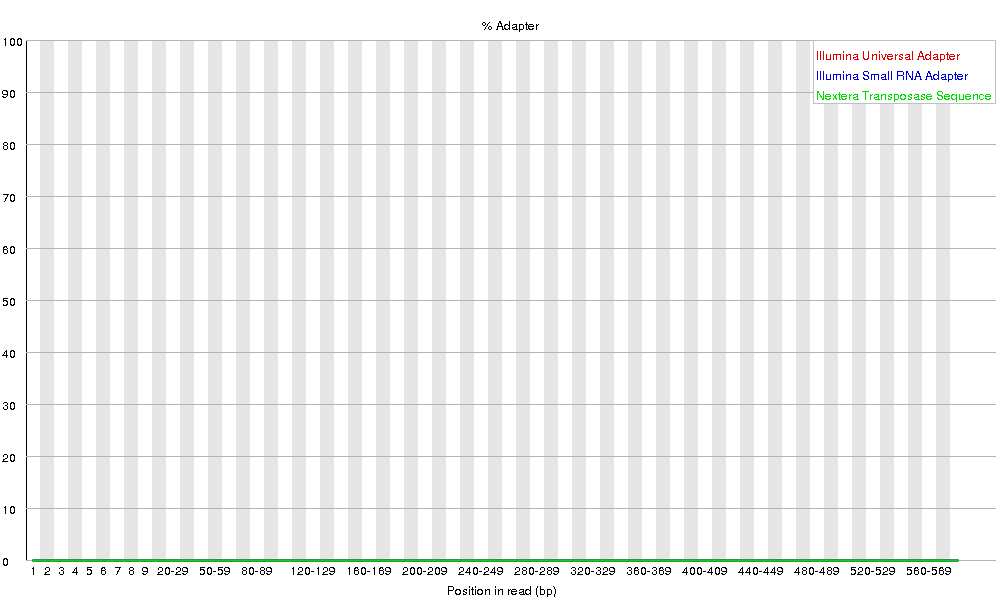 % Adapter
Illumina Universal Adapter
Illumina Small RNA Adapter
Nextera Transposase Sequence
100
90
80
70
60
50
40
30
20
10
0
1 2 3 4 5 6 7 8 9 20-29 50-59 80-89 120-129 160-169 200-209 240-249 280-289 320-329 360-369 400-409 440-449 480-489 520-529 560-569
Position in read (bp)